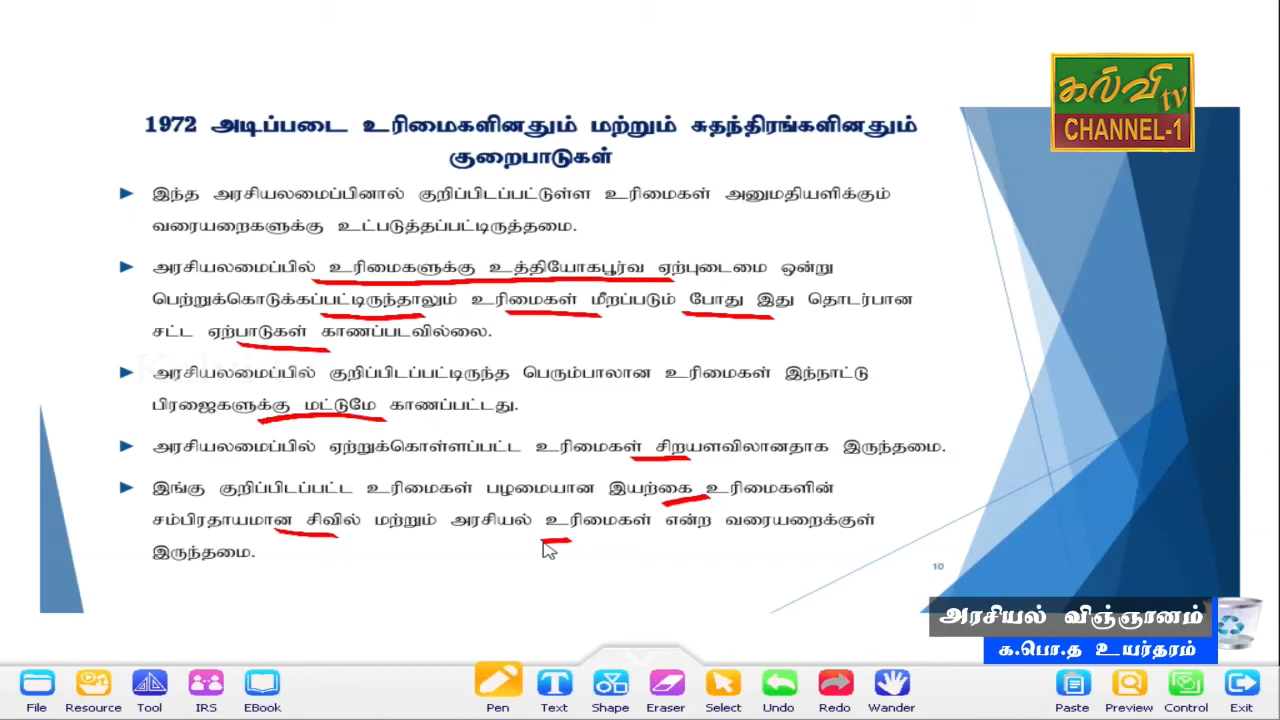 கல்வி tv
CHANNEL-1
1972 அடிப்படை உரிமைகளினதும் மற்றும் சுதந்திரங்களினதும்
குறைபாடுகள்
இந்த அரசியலமைப்பினால் குறிப்பிடப்பட்டுள்ள உரிமைகள் அனுமதியளிக்கும்
வரையறைகளுக்கு உட்படுத்தப்பட்டிருத்தமை.
அரசியலமைப்பில் உரிமைகளுக்கு உத்தியோகபூர்வ ஏற்புடைமை ஒன்று
பெற்றுக்கொடுக்கப்பட்டிருந்தாலும் உரிமைகள் மீறப்படும் போது இது தொடர்பான
சட்ட ஏற்பாடுகள் காணப்படவில்லை.
அரசியலமைப்பில் குறிப்பிடப்பட்டிருந்த பெரும்பாலான உரிமைகள் இந்நாட்டு
பிரஜைகளுக்கு மட்டுமே காணப்பட்டது.
அரசியலமைப்பில் ஏற்றுக்கொள்ளப்பட்ட உரிமைகள் சிறயளவிலானதாக இருந்தமை.
இங்கு குறிப்பிடப்பட்ட உரிமைகள் பழமையான இயற்கை உரிமைகளின்
சம்பிரதாயமான சிவில் மற்றும் அரசியல் உரிமைகள் என்ற வரையறைக்குள்
இருந்தமை.
10
அரசியல் விஞ்ஞானம்
க.பொ.த உயர்தரம்
File Resource Tool IRS EBook Pen Text Shape Eraser Select Undo Redo Wander Paste Preview Control Exit